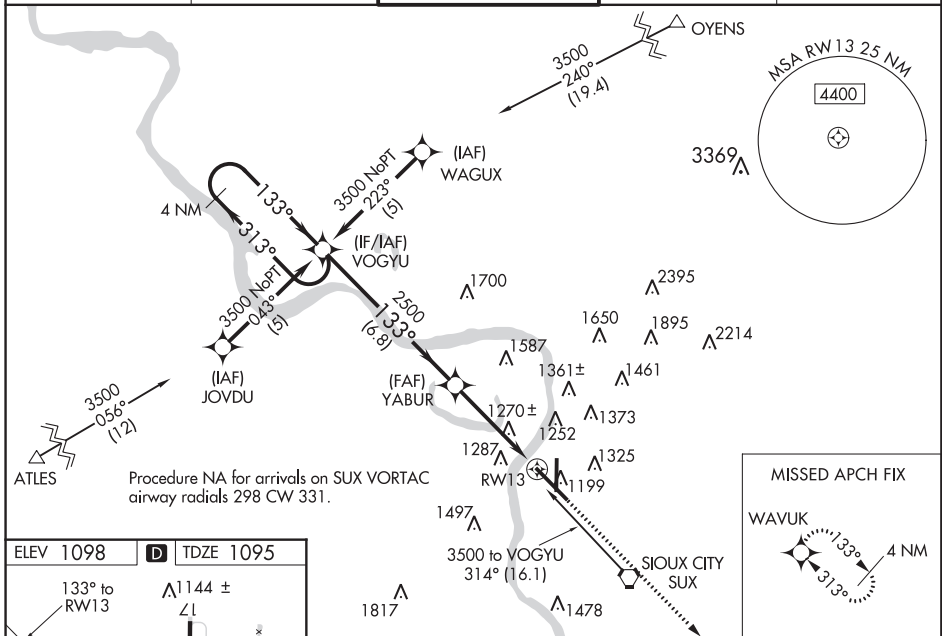 OYENS
3500
240°
(19.4)
MSA RW13 25 NM
4400
3369
(IAF)
WAGUX
3500 NoPT
223°
(5)
4 NM
133°
313°
(IF/IAF)
VOGYU
3500 NoPT
043°
(5)
(IAF)
JOVDU
2500
133°
(6.8)
1700
2395
1650
1895
2214
1587
1361±
1461
(FAF)
YABUR
1270±
1252
1373
3500
056°
(12)
ATLES
1287
RW13
1325
1199
Procedure NA for arrivals on SUX VORTAC
airway radials 298 CW 331.
1497
3500 to VOGYU
314° (16.1)
SIOUX CITY
SUX
1817
1478
MISSED APCH FIX
WAVUK
133°
313°
4 NM
ELEV 1098
D
TDZE 1095
133° to
RW13
1144 ±
17